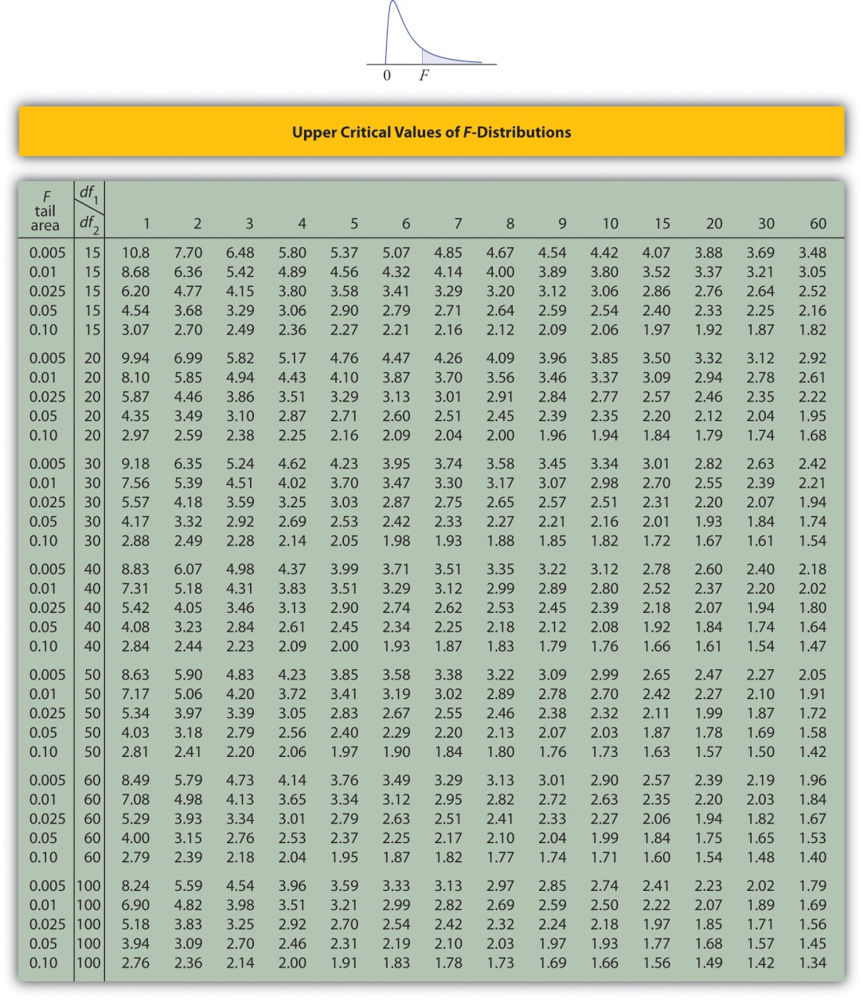 0 F
Upper Critical Values of F-Distributions
F tail area df1 df2 1 2 3 4 5 6 7 8 9 10 15 20 30 60
0.005 15 10.8 7.70 6.48 5.80 5.37 5.07 4.85 4.67 4.54 4.42 4.07 3.88 3.69 3.48
0.01 15 8.68 6.36 5.42 4.89 4.56 4.32 4.14 4.00 3.89 3.80 3.52 3.37 3.21 3.05
0.025 15 6.20 4.77 4.15 3.80 3.58 3.41 3.29 3.20 3.12 3.06 2.86 2.76 2.64 2.52
0.05 15 4.54 3.68 3.29 3.06 2.90 2.79 2.71 2.64 2.59 2.54 2.40 2.33 2.25 2.16
0.10 15 3.07 2.70 2.49 2.36 2.27 2.21 2.16 2.12 2.09 2.06 1.97 1.92 1.87 1.82
0.005 20 9.94 6.99 5.82 5.17 4.76 4.47 4.26 4.09 3.96 3.85 3.50 3.32 3.12 2.92
0.01 20 8.10 5.85 4.94 4.43 4.10 3.87 3.70 3.56 3.46 3.37 3.09 2.94 2.78 2.61
0.025 20 5.87 4.46 3.86 3.51 3.29 3.13 3.01 2.91 2.84 2.77 2.57 2.46 2.35 2.22
0.05 20 4.35 3.49 3.10 2.87 2.71 2.60 2.51 2.45 2.39 2.35 2.20 2.12 2.04 1.95
0.10 20 2.97 2.59 2.38 2.25 2.16 2.09 2.04 2.00 1.96 1.94 1.84 1.79 1.74 1.68
0.005 30 9.18 6.35 5.24 4.62 4.23 3.95 3.74 3.58 3.45 3.34 3.01 2.82 2.63 2.42
0.01 30 7.56 5.39 4.51 4.02 3.70 3.47 3.30 3.17 3.07 2.98 2.70 2.55 2.39 2.21
0.025 30 5.57 4.18 3.59 3.25 3.03 2.87 2.75 2.65 2.57 2.51 2.31 2.20 2.07 1.94
0.05 30 4.17 3.32 2.92 2.69 2.53 2.42 2.33 2.27 2.21 2.16 2.01 1.93 1.84 1.74
0.10 30 2.88 2.49 2.28 2.14 2.05 1.98 1.93 1.88 1.85 1.82 1.72 1.67 1.61 1.54
0.005 40 8.83 6.07 4.98 4.37 3.99 3.71 3.51 3.35 3.22 3.12 2.78 2.60 2.40 2.18
0.01 40 7.31 5.18 4.31 3.83 3.51 3.29 3.12 2.99 2.89 2.80 2.52 2.37 2.20 2.02
0.025 40 5.42 4.05 3.46 3.13 2.90 2.74 2.62 2.53 2.45 2.39 2.18 2.07 1.94 1.80
0.05 40 4.08 3.23 2.84 2.61 2.45 2.34 2.25 2.18 2.12 2.08 1.92 1.84 1.74 1.64
0.10 40 2.84 2.44 2.23 2.09 2.00 1.93 1.87 1.83 1.79 1.76 1.66 1.61 1.54 1.47
0.005 50 8.63 5.90 4.83 4.23 3.85 3.58 3.38 3.22 3.09 2.99 2.65 2.47 2.27 2.05
0.01 50 7.17 5.06 4.20 3.72 3.41 3.19 3.02 2.89 2.78 2.70 2.42 2.27 2.10 1.91
0.025 50 5.34 3.97 3.39 3.05 2.83 2.67 2.55 2.46 2.38 2.32 2.11 1.99 1.87 1.72
0.05 50 4.03 3.18 2.79 2.56 2.40 2.29 2.20 2.13 2.07 2.03 1.87 1.78 1.69 1.58
0.10 50 2.81 2.41 2.20 2.06 1.97 1.90 1.84 1.80 1.76 1.73 1.63 1.57 1.50 1.42
0.005 60 8.49 5.79 4.73 4.14 3.76 3.49 3.29 3.13 3.01 2.90 2.57 2.39 2.19 1.96
0.01 60 7.08 4.98 4.13 3.65 3.34 3.12 2.95 2.82 2.72 2.63 2.35 2.20 2.03 1.84
0.025 60 5.29 3.93 3.34 3.01 2.79 2.63 2.51 2.41 2.33 2.27 2.06 1.94 1.82 1.67
0.05 60 4.00 3.15 2.76 2.53 2.37 2.25 2.17 2.10 2.04 1.99 1.84 1.75 1.65 1.53
0.10 60 2.79 2.39 2.18 2.04 1.95 1.87 1.82 1.77 1.74 1.71 1.60 1.54 1.48 1.40
0.005 100 8.24 5.59 4.54 3.96 3.59 3.33 3.13 2.97 2.85 2.74 2.41 2.23 2.02 1.79
0.01 100 6.90 4.82 3.98 3.51 3.21 2.99 2.82 2.69 2.59 2.50 2.22 2.07 1.89 1.69
0.025 100 5.18 3.83 3.25 2.92 2.70 2.54 2.42 2.32 2.24 2.18 1.97 1.85 1.71 1.56
0.05 100 3.94 3.09 2.70 2.46 2.31 2.19 2.10 2.03 1.97 1.93 1.77 1.68 1.57 1.45
0.10 100 2.76 2.36 2.14 2.00 1.91 1.83 1.78 1.73 1.69 1.66 1.56 1.49 1.42 1.34